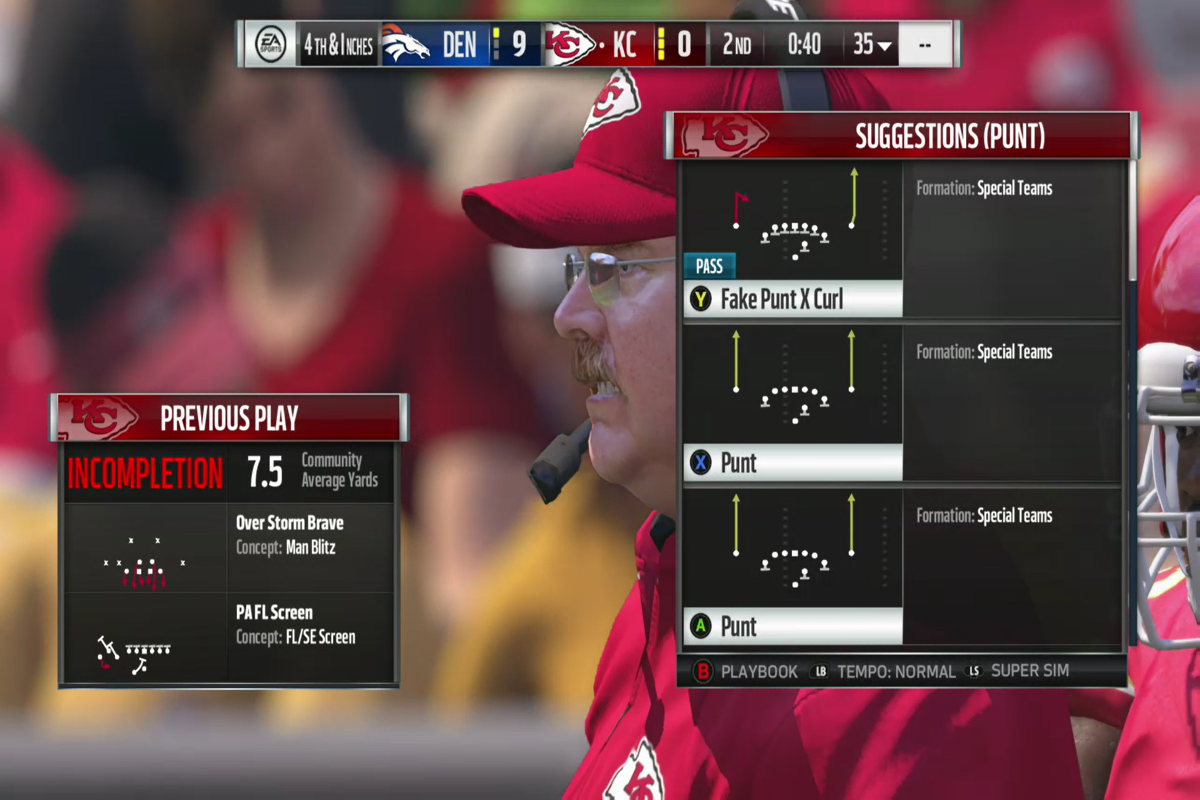 EA SPORTS
4TH & INCHES DEN 9 KC 0 2ND 0:40 35 --
SUGGESTIONS (PUNT)
Formation: Special Teams
PASS
Y Fake Punt X Curl
Formation: Special Teams
X Punt
Formation: Special Teams
A Punt
B PLAYBOOK LB TEMPO: NORMAL LS SUPER SIM
PREVIOUS PLAY
INCOMPLETION 7.5 Community
Average Yards
Over Storm Brave
Concept: Man Blitz
PA FL Screen
Concept: FL/SE Screen